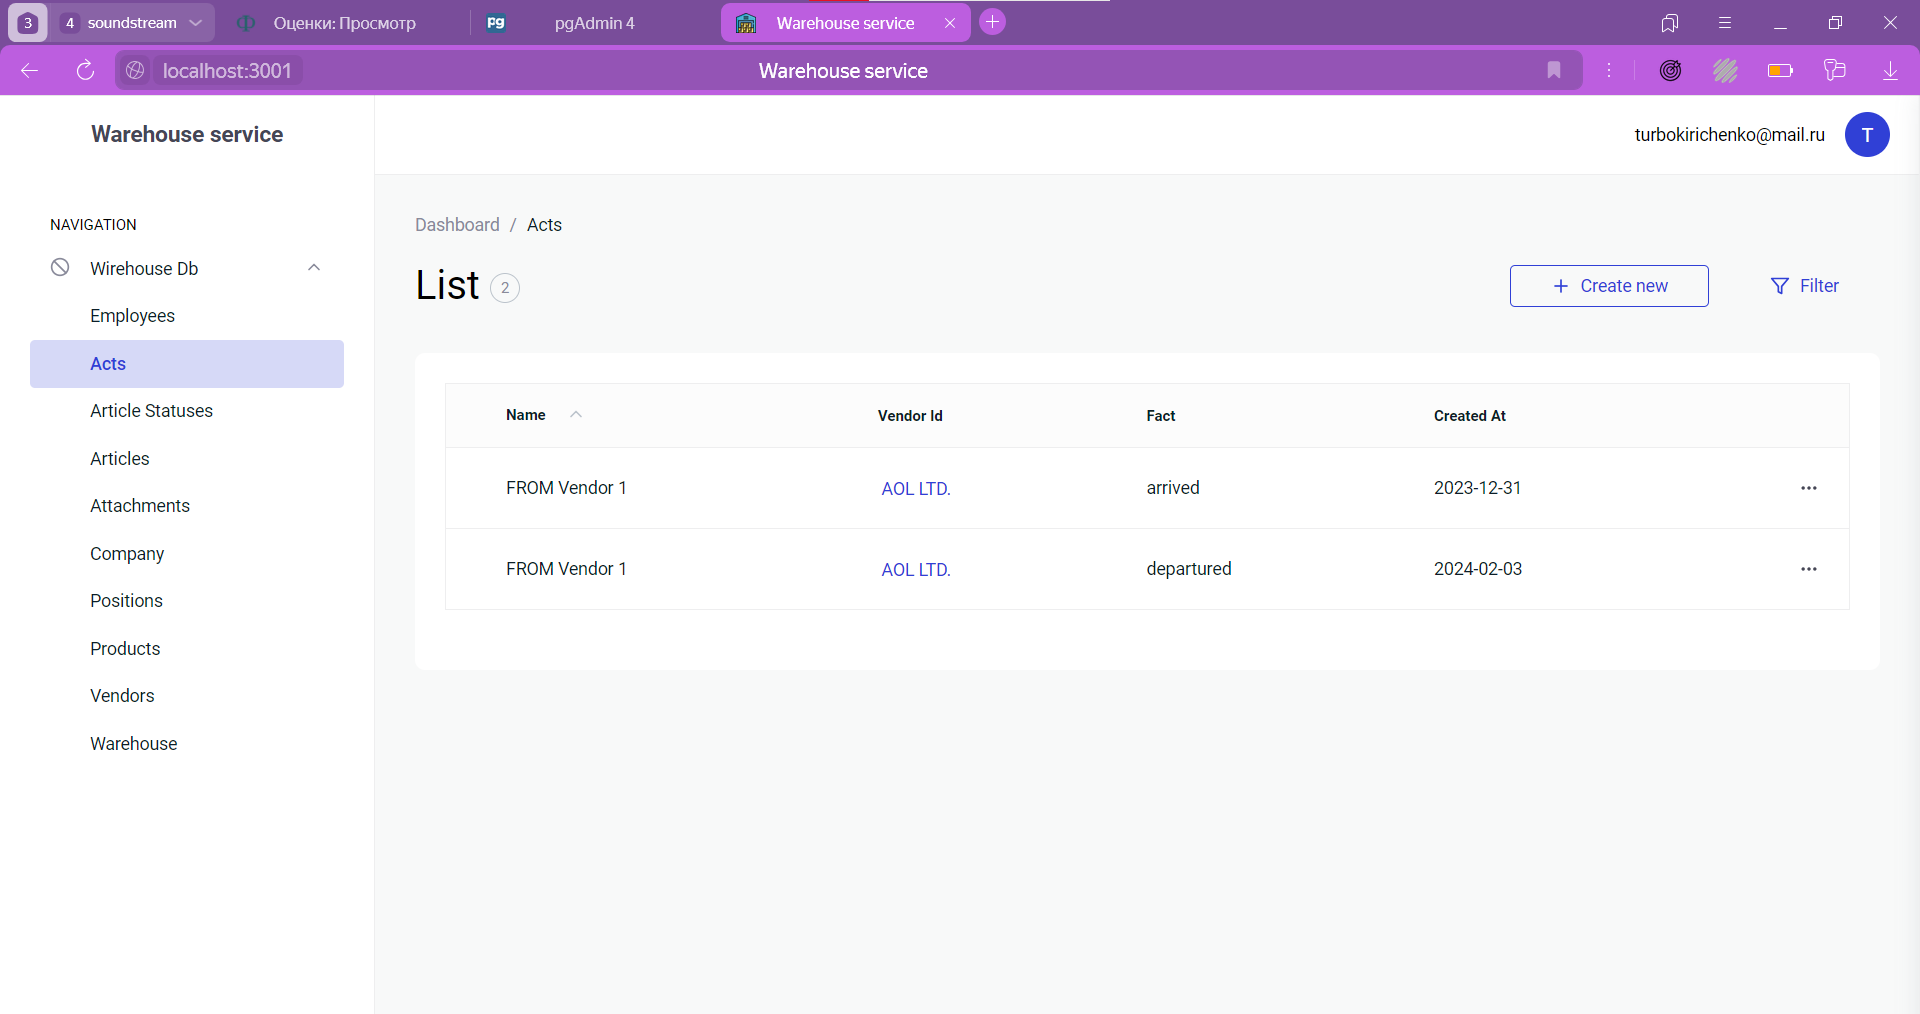 3
4 soundstream
Оценки: Просмотр
pg pgAdmin 4
Warehouse service
localhost:3001
Warehouse service
Warehouse service
turbokirichenko@mail.ru T
NAVIGATION
Wirehouse Db
Employees
Acts
Article Statuses
Articles
Attachments
Company
Positions
Products
Vendors
Warehouse
Dashboard / Acts
List 2
+ Create new
Filter
Name Vendor Id Fact Created At
FROM Vendor 1 AOL LTD. arrived 2023-12-31 ···
FROM Vendor 1 AOL LTD. departured 2024-02-03 ···